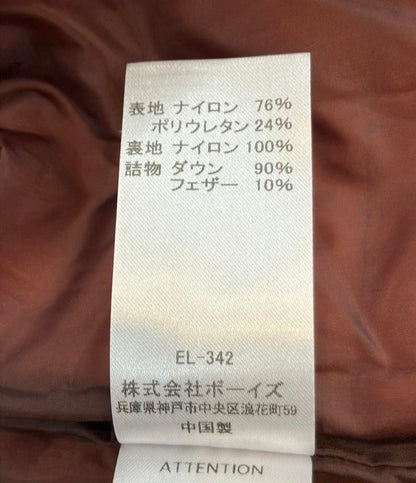 表地 ナイロン 76%
ポリウレタン 24%
裏地 ナイロン 100%
詰物 ダウン 90%
フェザー 10%
EL-342
株式会社ボーイズ
兵庫県神戸市中央区浪花町59
中国製
ATTENTION